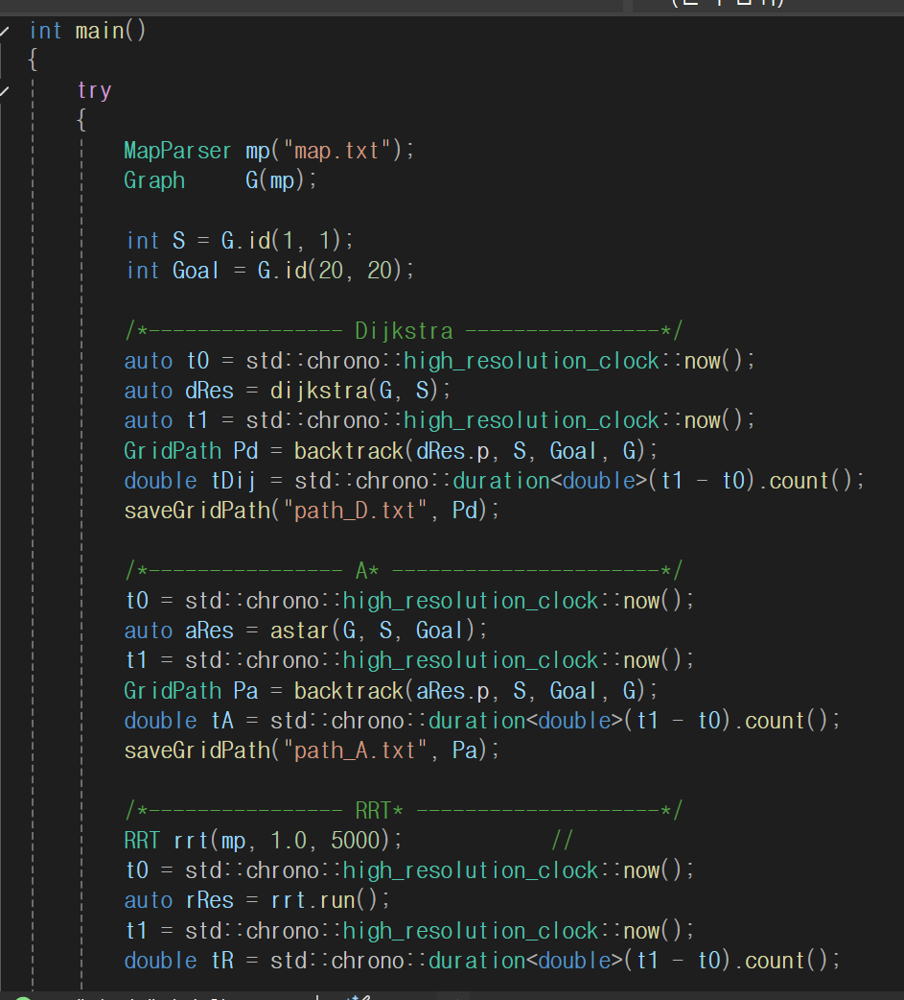 int main()
{
    try
    {
        MapParser mp("map.txt");
        Graph     G(mp);

        int S = G.id(1, 1);
        int Goal = G.id(20, 20);

        /*---------------- Dijkstra ----------------*/
        auto t0 = std::chrono::high_resolution_clock::now();
        auto dRes = dijkstra(G, S);
        auto t1 = std::chrono::high_resolution_clock::now();
        GridPath Pd = backtrack(dRes.p, S, Goal, G);
        double tDij = std::chrono::duration<double>(t1 - t0).count();
        saveGridPath("path_D.txt", Pd);

        /*---------------- A* ----------------------*/
        t0 = std::chrono::high_resolution_clock::now();
        auto aRes = astar(G, S, Goal);
        t1 = std::chrono::high_resolution_clock::now();
        GridPath Pa = backtrack(aRes.p, S, Goal, G);
        double tA = std::chrono::duration<double>(t1 - t0).count();
        saveGridPath("path_A.txt", Pa);

        /*---------------- RRT* --------------------*/
        RRT rrt(mp, 1.0, 5000);            //
        t0 = std::chrono::high_resolution_clock::now();
        auto rRes = rrt.run();
        t1 = std::chrono::high_resolution_clock::now();
        double tR = std::chrono::duration<double>(t1 - t0).count();